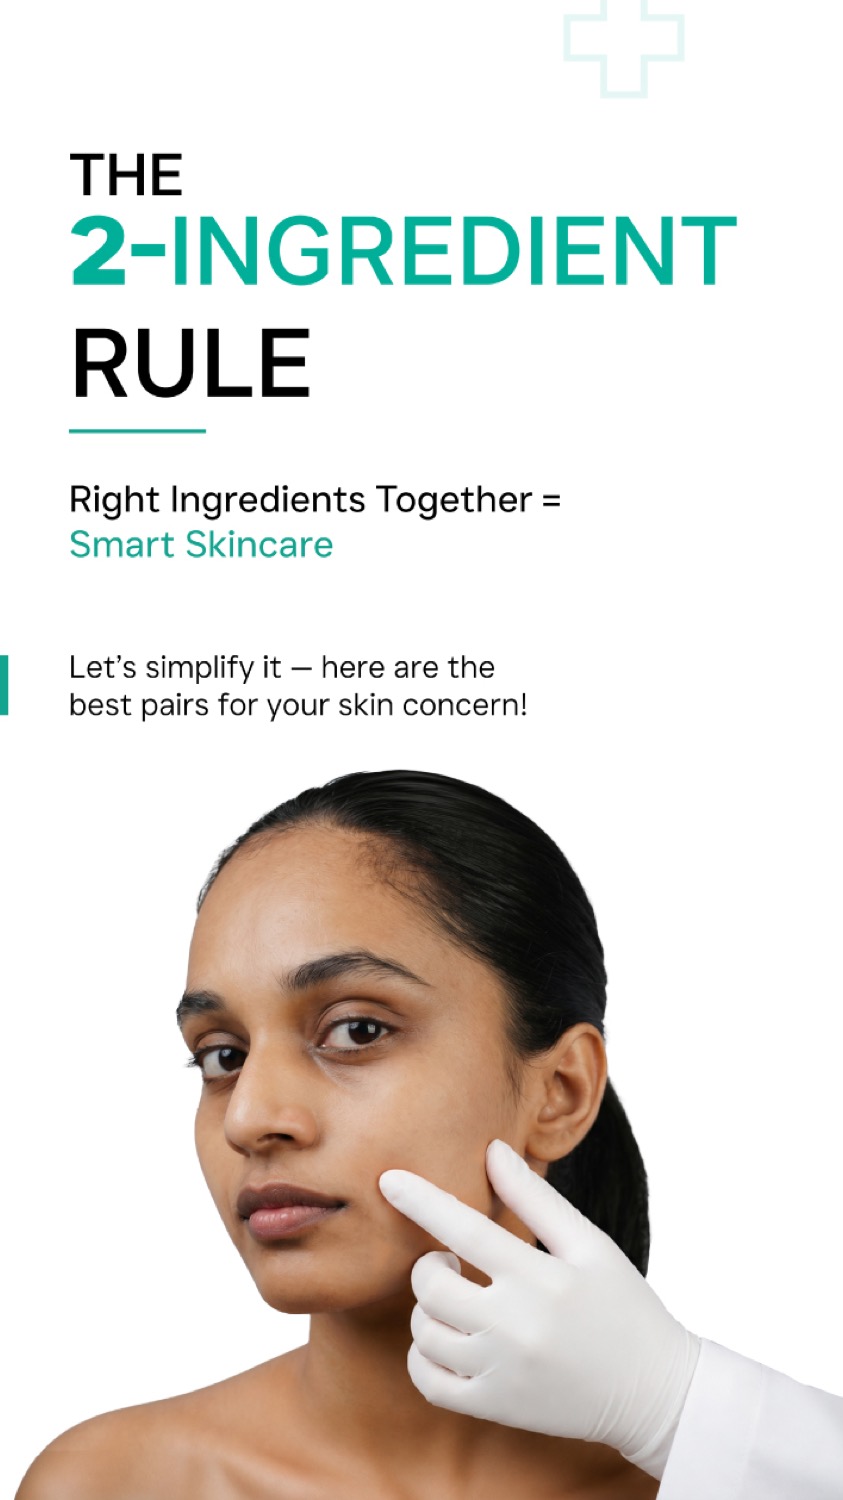 THE
2-INGREDIENT
RULE
Right Ingredients Together =
Smart Skincare
Let’s simplify it — here are the
best pairs for your skin concern!